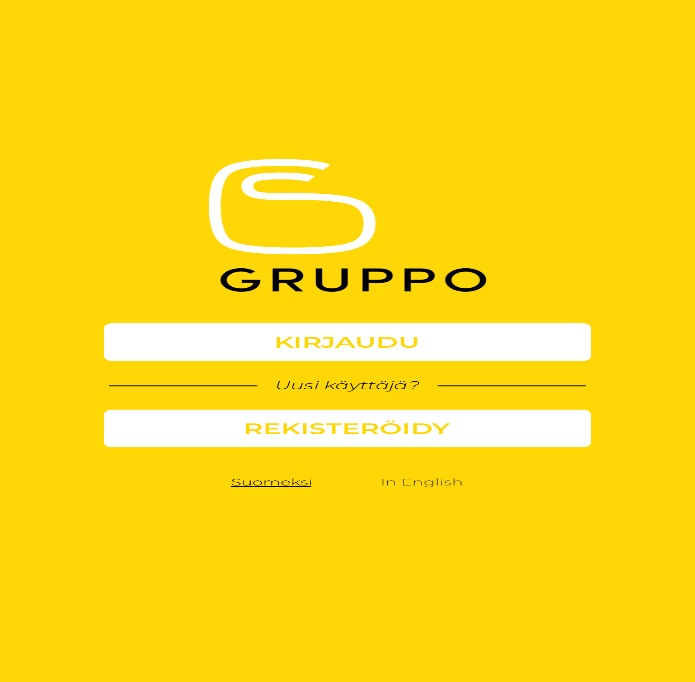 GRUPPO
KIRJAUDU
Uusi käyttäjä?
REKISTERÖIDY
Suomeksi In English